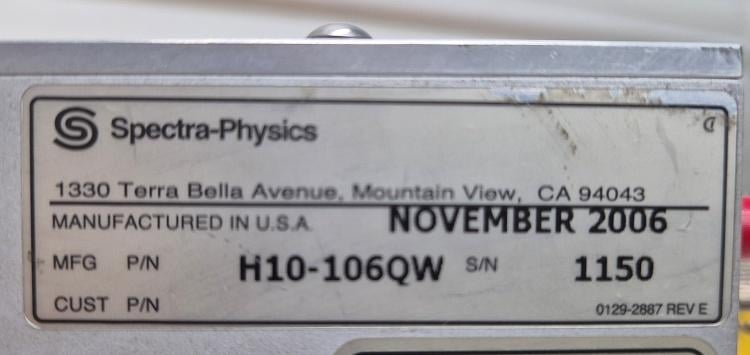 Spectra-Physics
1330 Terra Bella Avenue, Mountain View, CA 94043
MANUFACTURED IN U.S.A. NOVEMBER 2006
MFG P/N H10-106QW S/N 1150
CUST P/N
0129-2887 REV E